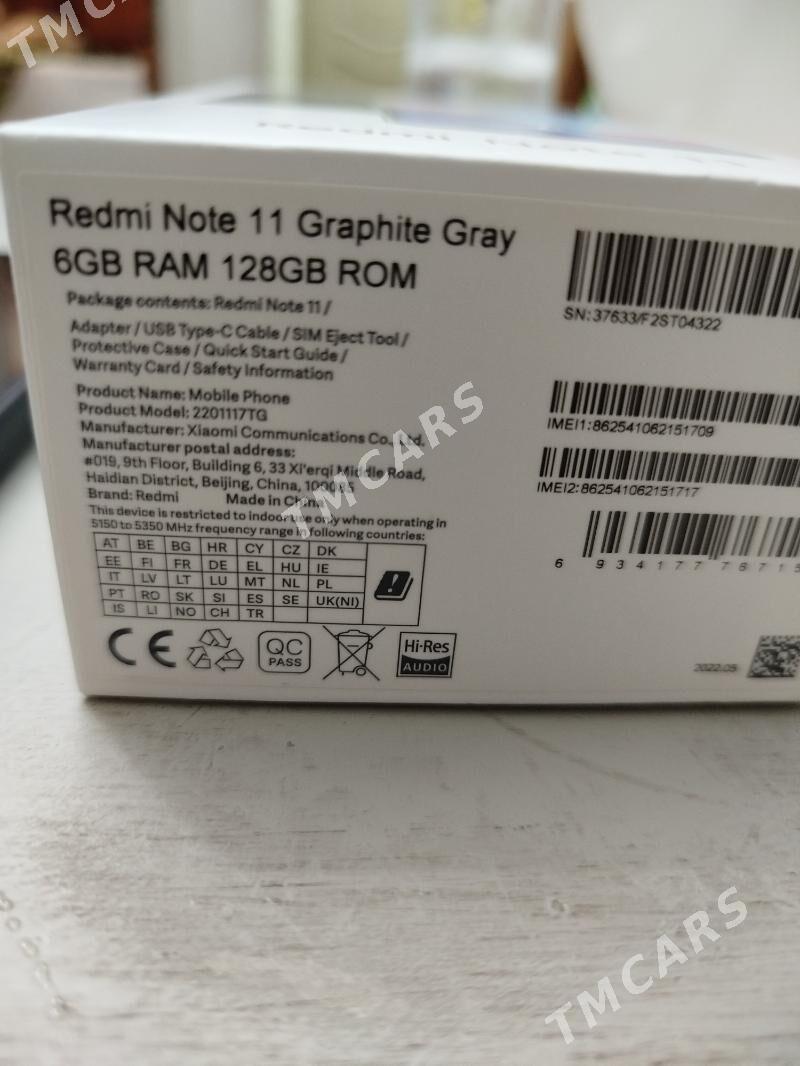 TMCARS
Redmi Note 11
Redmi Note 11 Graphite Gray
6GB RAM 128GB ROM
Package contents: Redmi Note 11 /
Adapter / USB Type-C Cable / SIM Eject Tool /
Protective Case / Quick Start Guide /
Warranty Card / Safety Information
Product Name: Mobile Phone
Product Model: 2201117TG
Manufacturer: Xiaomi Communications Co., Ltd.
Manufacturer postal address:
#019, 9th Floor, Building 6, 33 Xi'erqi Middle Road,
Haidian District, Beijing, China, 100085
Brand: Redmi Made in China
This device is restricted to indoor use only when operating in
5150 to 5350 MHz frequency range in following countries:
AT BE BG HR CY CZ DK
EE FI FR DE EL HU IE
IT LV LT LU MT NL PL
PT RO SK SI ES SE UK(NI)
IS LI NO CH TR
CE QC PASS Hi-Res AUDIO
SN:37633/F2ST04322
IMEI1:862541062151709
IMEI2:862541062151717
6 934177 78715
2022.05
TMCARS
TMCARS